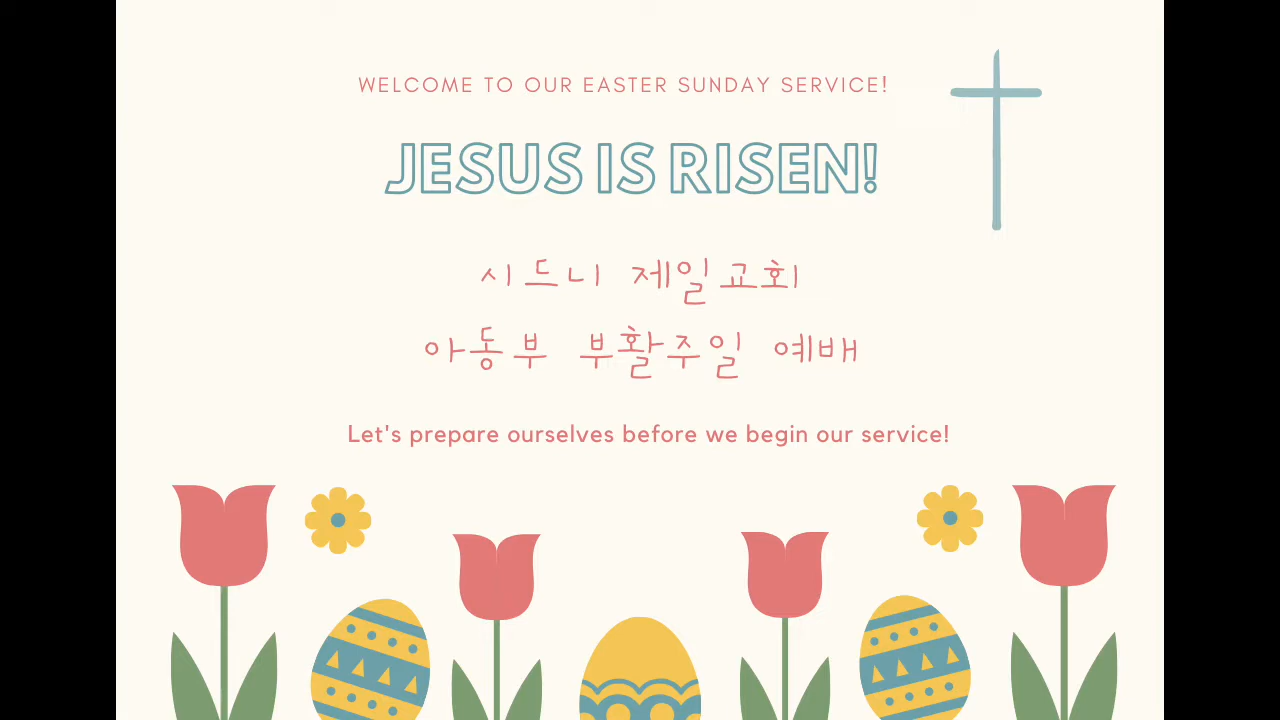 WELCOME TO OUR EASTER SUNDAY SERVICE!
JESUS IS RISEN!
시드니 제일교회
아동부 부활주일 예배
Let's prepare ourselves before we begin our service!